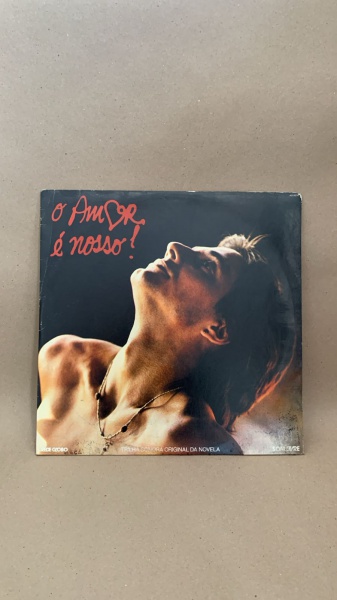 o AmOR
é nosso!
ORIGINAL DA NOVELA